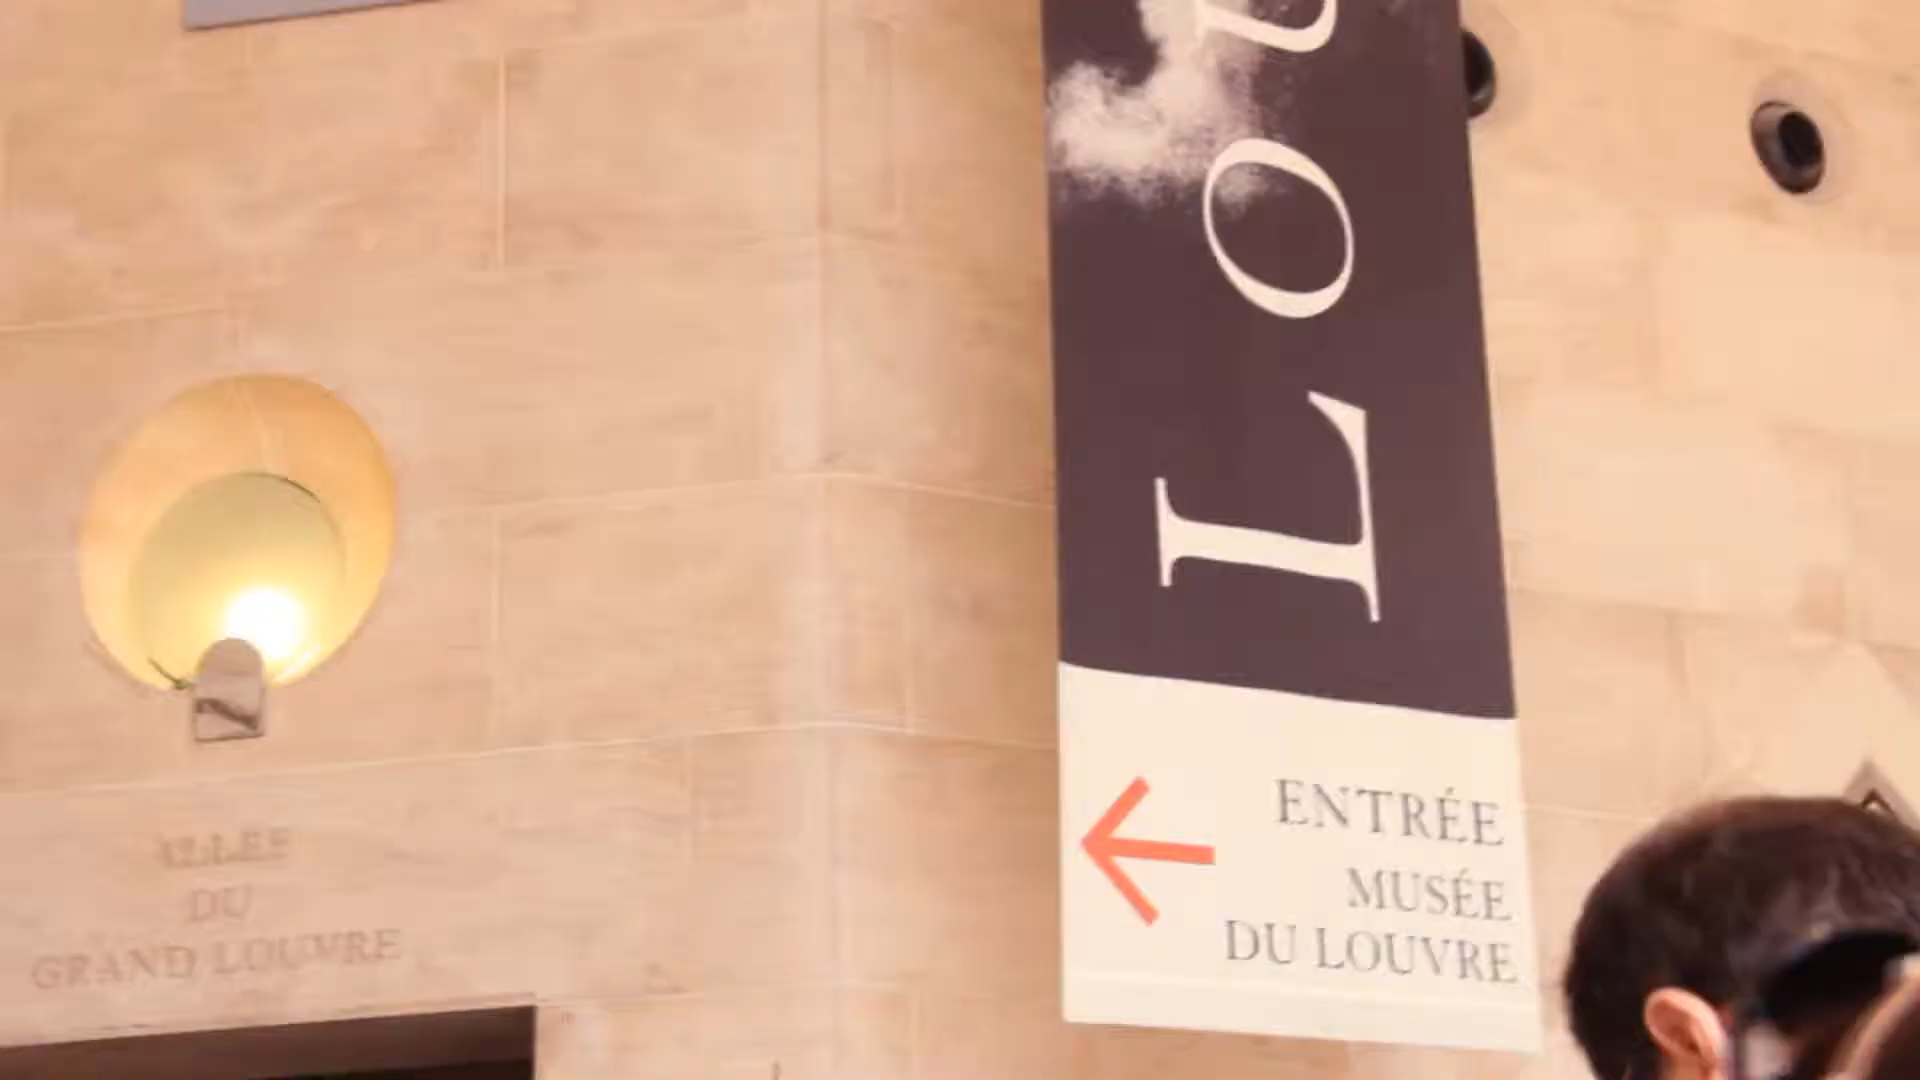 Lou
ENTRÉE
MUSÉE
DU LOUVRE
DU
GRAND LOUVRE